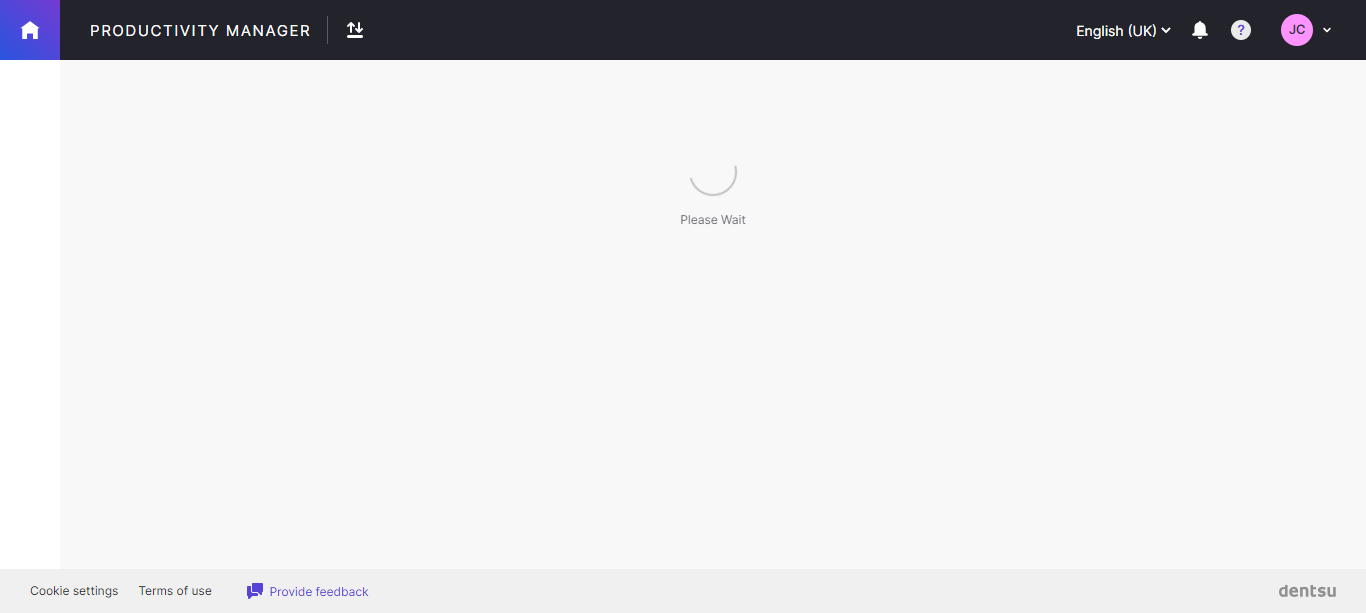 PRODUCTIVITY MANAGER
English (UK)
?
JC
Please Wait
Cookie settings
Terms of use
Provide feedback
dentsu